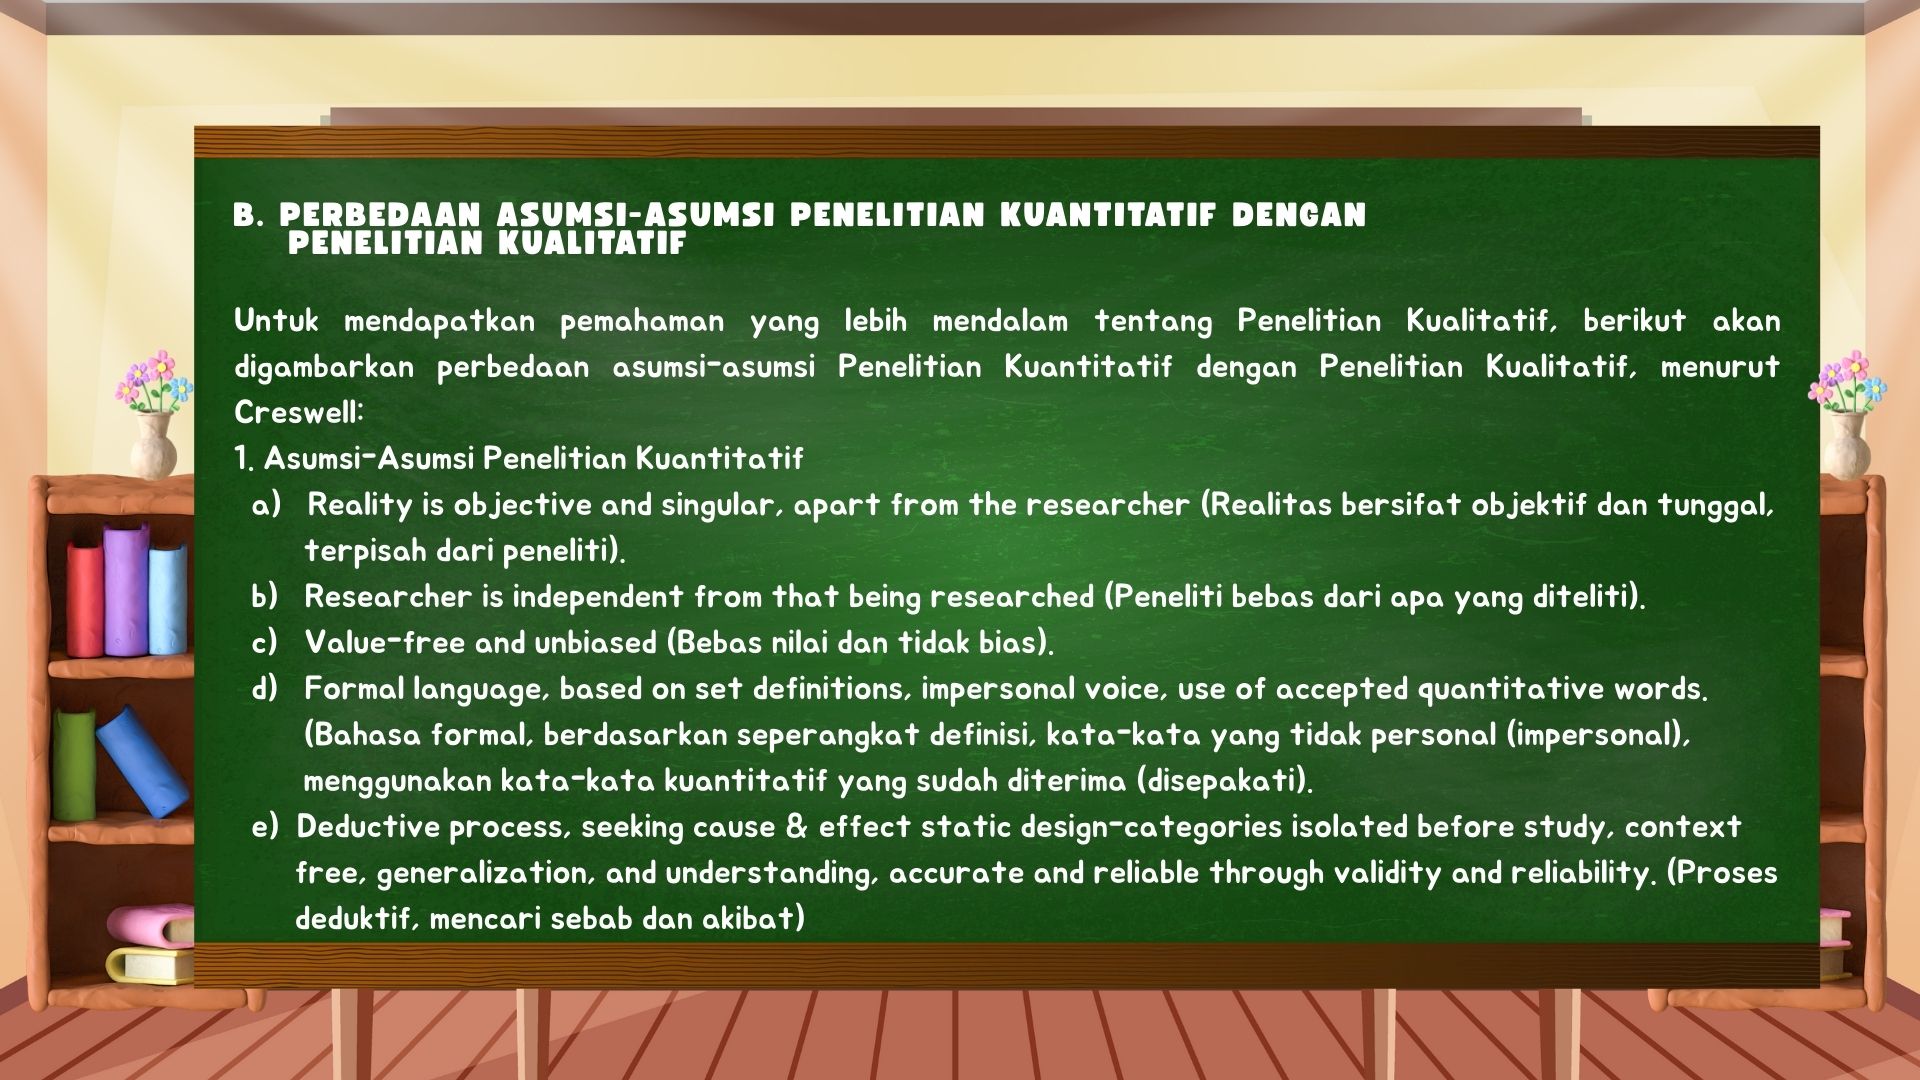 B. PERBEDAAN ASUMSI-ASUMSI PENELITIAN KUANTITATIF DENGAN
PENELITIAN KUALITATIF
Untuk mendapatkan pemahaman yang lebih mendalam tentang Penelitian Kualitatif, berikut akan
digambarkan perbedaan asumsi-asumsi Penelitian Kuantitatif dengan Penelitian Kualitatif, menurut
Creswell:
1. Asumsi-Asumsi Penelitian Kuantitatif
a) Reality is objective and singular, apart from the researcher (Realitas bersifat objektif dan tunggal,
terpisah dari peneliti).
b) Researcher is independent from that being researched (Peneliti bebas dari apa yang diteliti).
c) Value-free and unbiased (Bebas nilai dan tidak bias).
d) Formal language, based on set definitions, impersonal voice, use of accepted quantitative words.
(Bahasa formal, berdasarkan seperangkat definisi, kata-kata yang tidak personal (impersonal),
menggunakan kata-kata kuantitatif yang sudah diterima (disepakati).
e) Deductive process, seeking cause & effect static design-categories isolated before study, context
free, generalization, and understanding, accurate and reliable through validity and reliability. (Proses
deduktif, mencari sebab dan akibat)